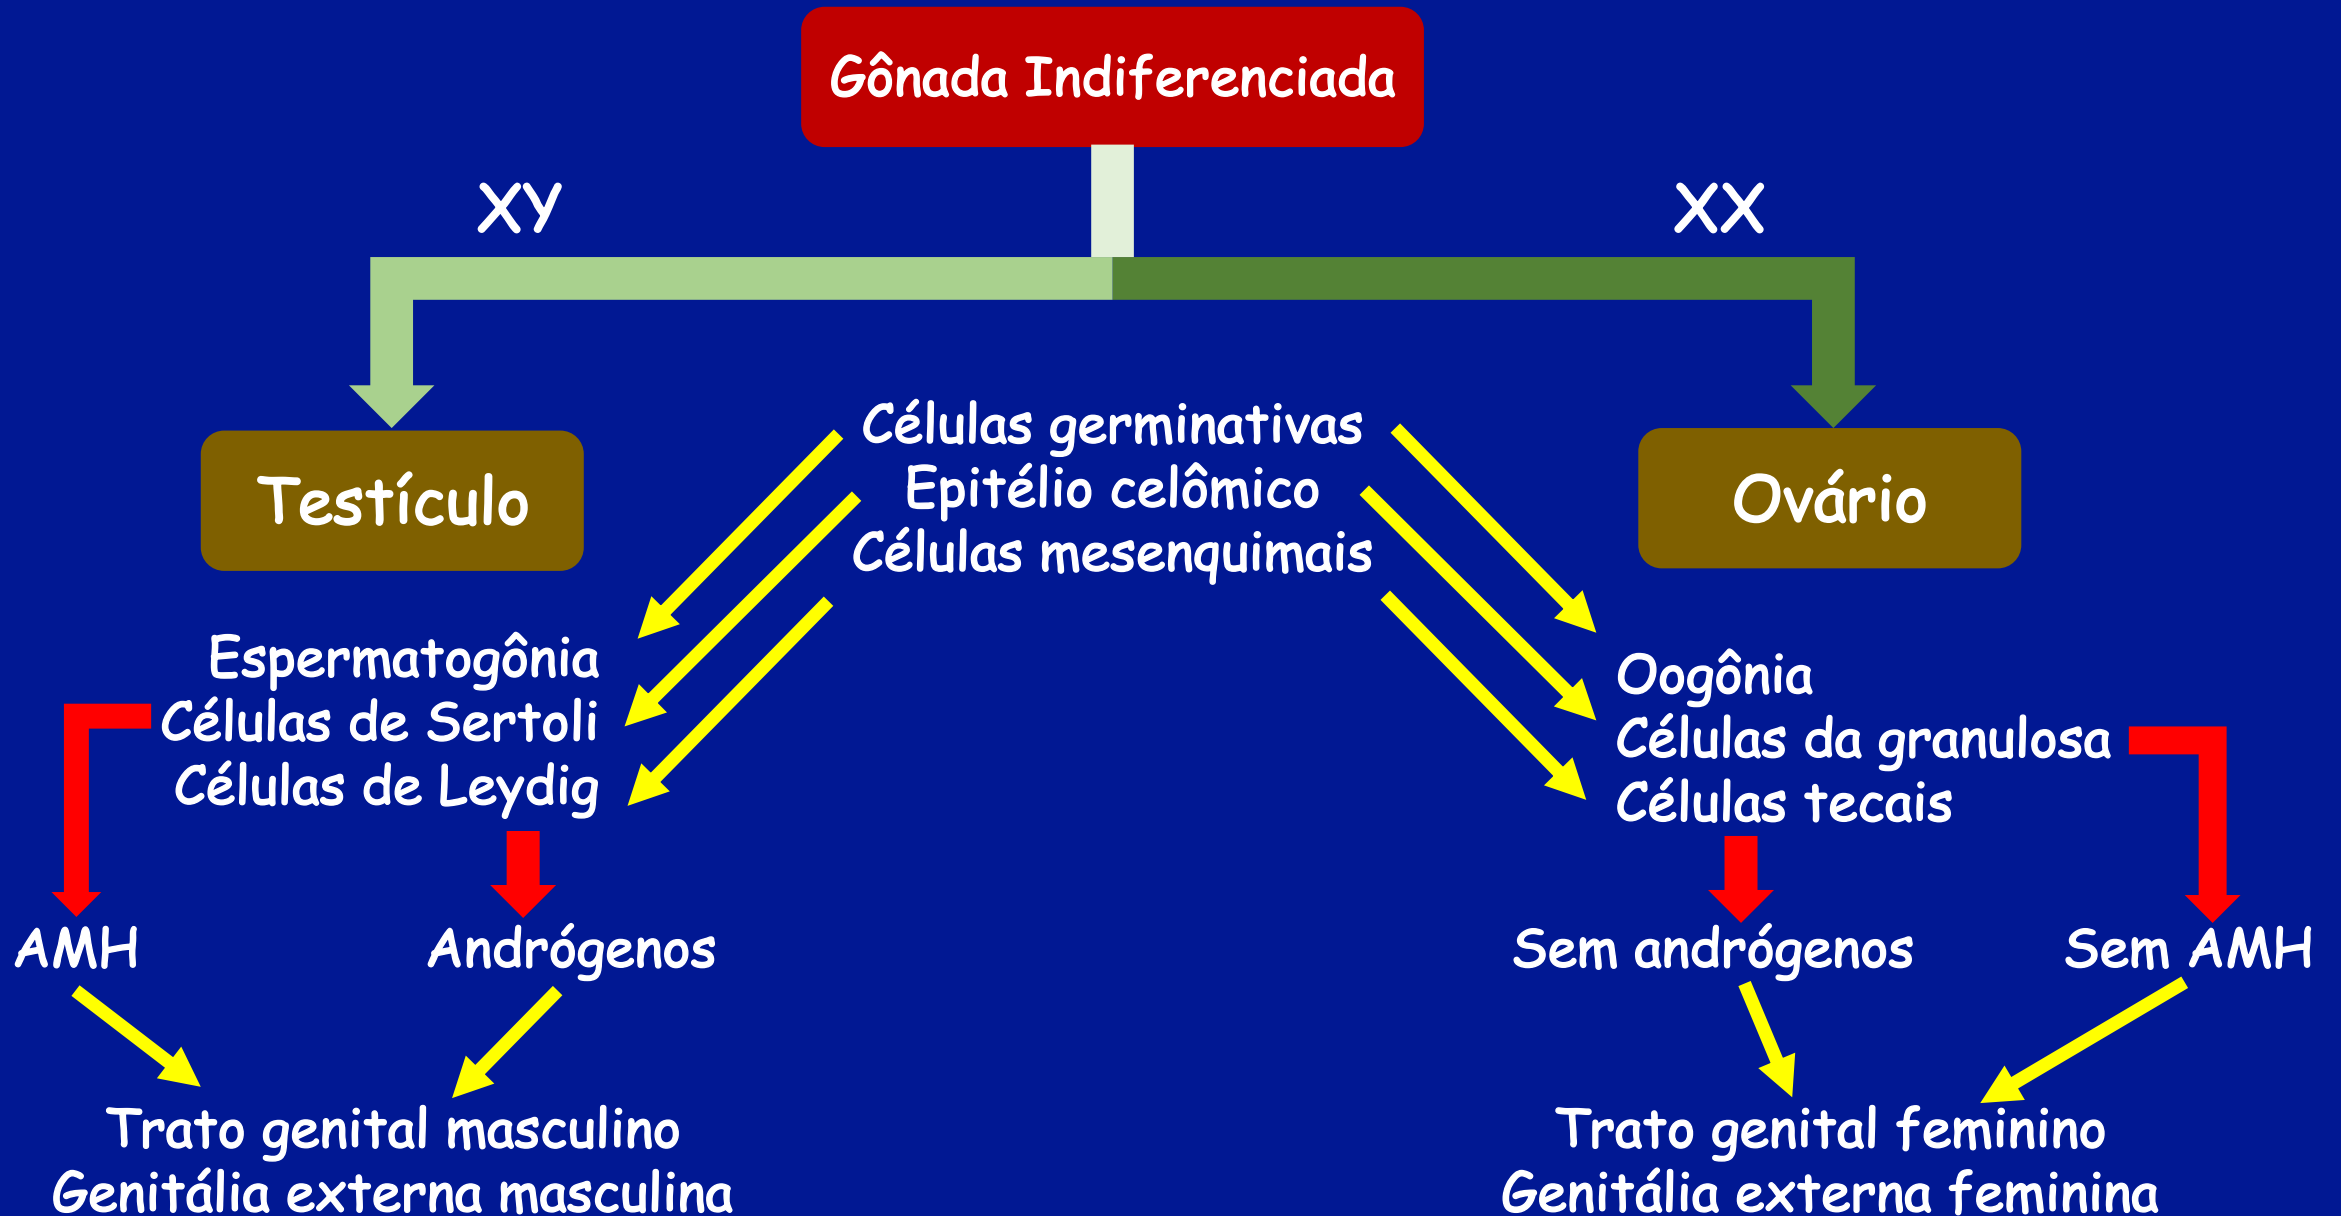 Gônada Indiferenciada
XY
XX
Testículo
Células germinativas
Epitélio celômico
Células mesenquimais
Ovário
Espermatogônia
Células de Sertoli
Células de Leydig
Oogônia
Células da granulosa
Células tecais
AMH
Andrógenos
Sem andrógenos
Sem AMH
Trato genital masculino
Genitália externa masculina
Trato genital feminino
Genitália externa feminina